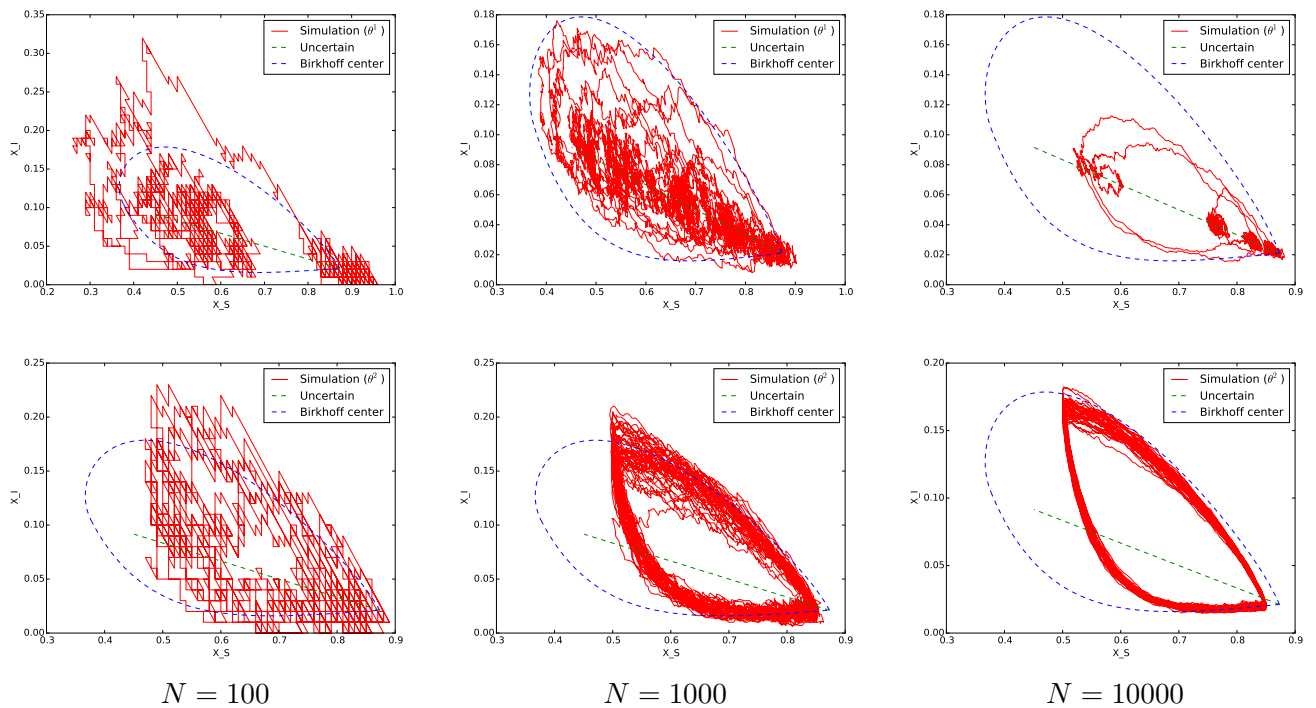 0.35
0.30
0.25
0.20
0.15
0.10
0.05
0.00
X_I
0.2 0.3 0.4 0.5 0.6 0.7 0.8 0.9 1.0
X_S
Simulation (θ¹ )
Uncertain
Birkhoff center
0.18
0.16
0.14
0.12
0.10
0.08
0.06
0.04
0.02
0.00
X_I
0.3 0.4 0.5 0.6 0.7 0.8 0.9 1.0
X_S
Simulation (θ¹ )
Uncertain
Birkhoff center
0.18
0.16
0.14
0.12
0.10
0.08
0.06
0.04
0.02
0.00
X_I
0.3 0.4 0.5 0.6 0.7 0.8 0.9
X_S
Simulation (θ¹ )
Uncertain
Birkhoff center
0.25
0.20
0.15
0.10
0.05
0.00
X_I
0.3 0.4 0.5 0.6 0.7 0.8 0.9
X_S
Simulation (θ² )
Uncertain
Birkhoff center
0.25
0.20
0.15
0.10
0.05
0.00
X_I
0.3 0.4 0.5 0.6 0.7 0.8 0.9
X_S
Simulation (θ² )
Uncertain
Birkhoff center
0.20
0.15
0.10
0.05
0.00
X_I
0.3 0.4 0.5 0.6 0.7 0.8 0.9
X_S
Simulation (θ² )
Uncertain
Birkhoff center
N = 100
N = 1000
N = 10000